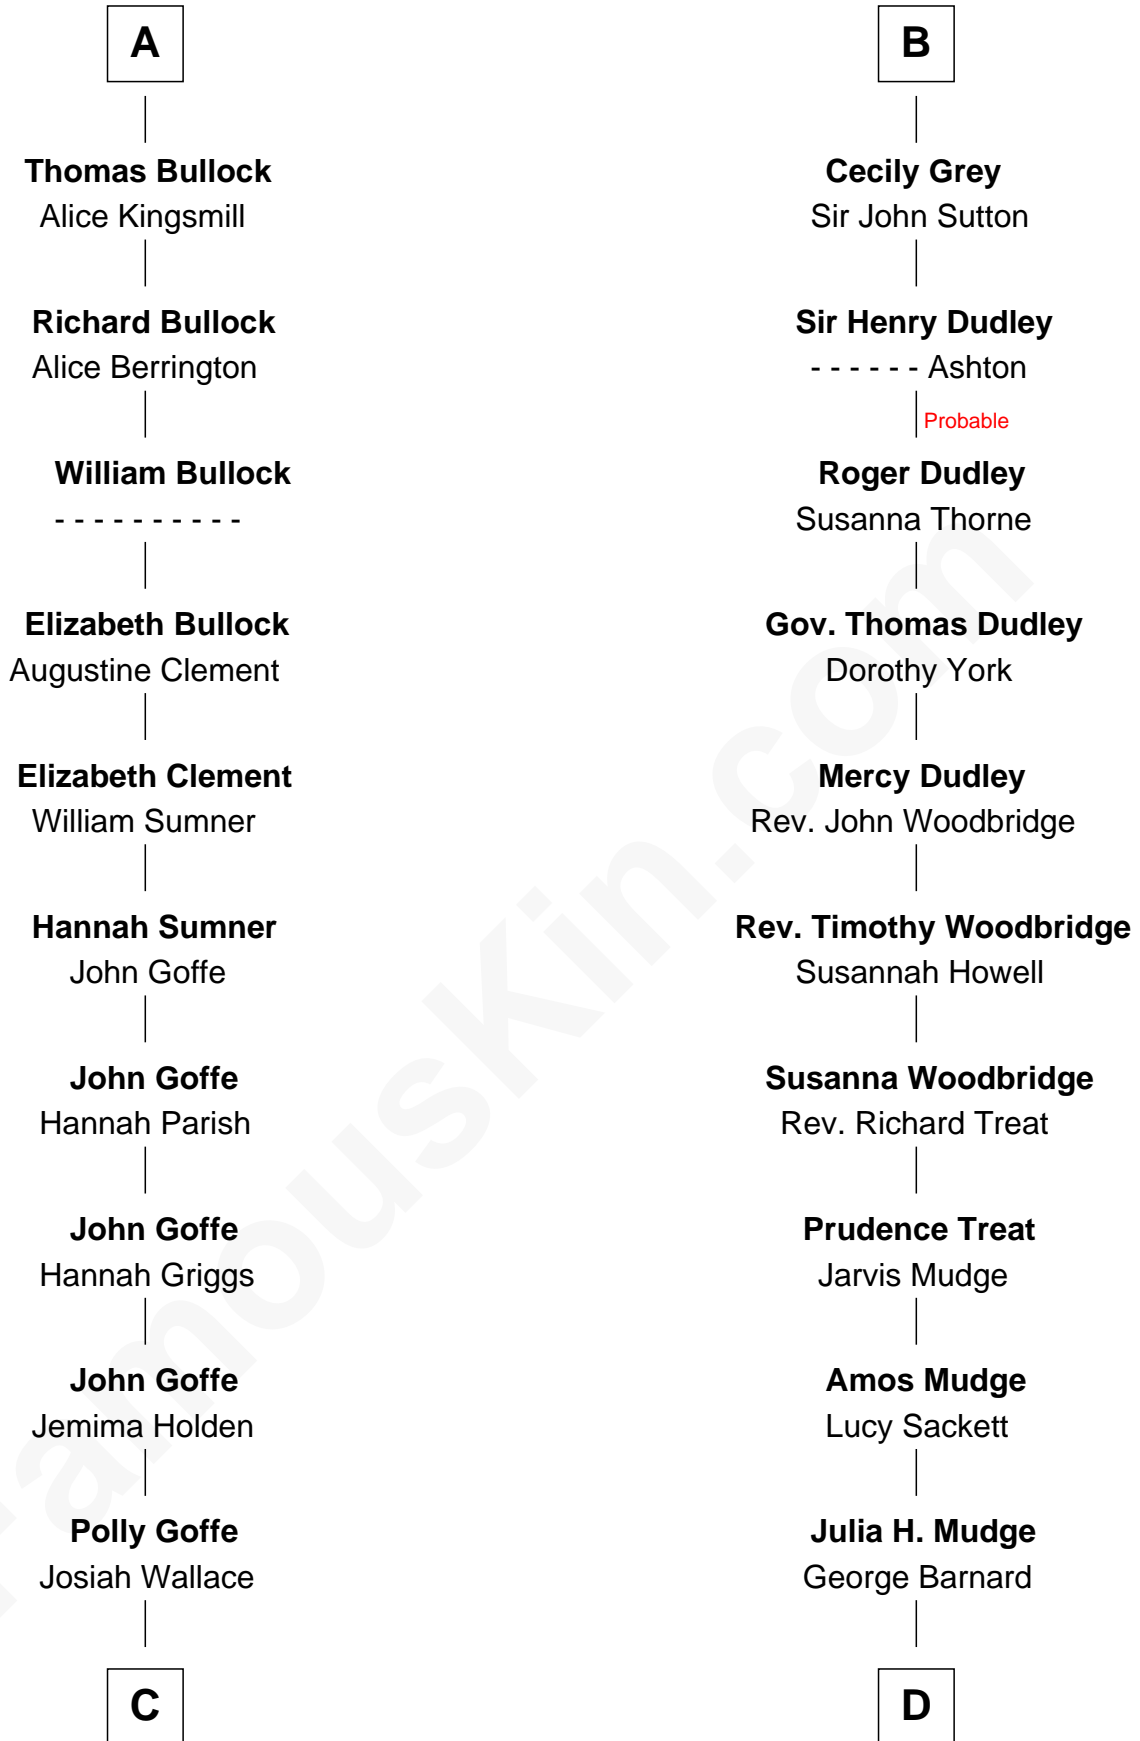 A
Thomas Bullock
Alice Kingsmill
Richard Bullock
Alice Berrington
William Bullock
- - - - - - - - - -
Elizabeth Bullock
Augustine Clement
Elizabeth Clement
William Sumner
Hannah Sumner
John Goffe
John Goffe
Hannah Parish
John Goffe
Hannah Griggs
John Goffe
Jemima Holden
Polly Goffe
Josiah Wallace
C
B
Cecily Grey
Sir John Sutton
Sir Henry Dudley
- - - - - - Ashton
Probable
Roger Dudley
Susanna Thorne
Gov. Thomas Dudley
Dorothy York
Mercy Dudley
Rev. John Woodbridge
Rev. Timothy Woodbridge
Susannah Howell
Susanna Woodbridge
Rev. Richard Treat
Prudence Treat
Jarvis Mudge
Amos Mudge
Lucy Sackett
Julia H. Mudge
George Barnard
D
FamousKin.com